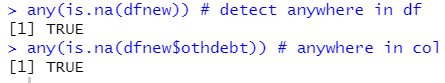 > any(is.na(dfnew)) # detect anywhere in df
[1] TRUE
> any(is.na(dfnew$othdebt)) # anywhere in col
[1] TRUE